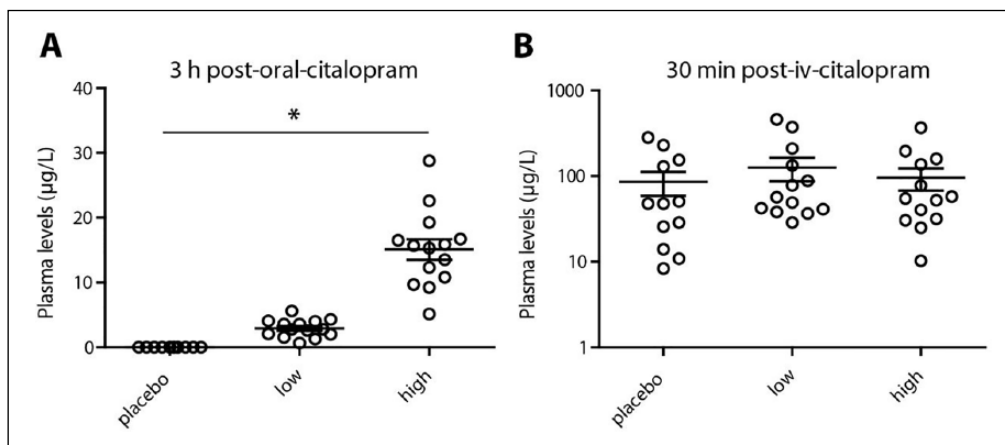 A
3 h post-oral-citalopram
Plasma levels (µg/L)
40
30
20
10
0
*
placebo
low
high
B
30 min post-iv-citalopram
Plasma levels (µg/L)
1000
100
10
1
placebo
low
high